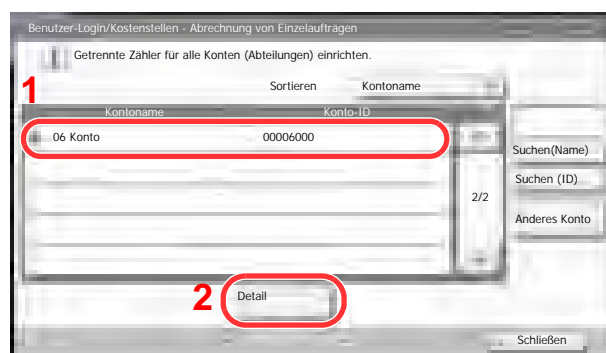 Benutzer-Login/Kostenstellen - Abrechnung von Einzelaufträgen
Getrennte Zähler für alle Konten (Abteilungen) einrichten.
1
Sortieren Kontoname
Kontoname Konto-ID
06 Konto 00006000
Suchen(Name)
Suchen (ID)
2/2
Anderes Konto
2
Detail
Schließen